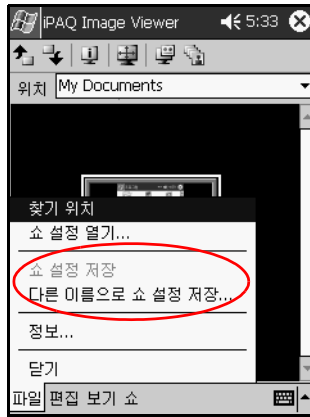 iPAQ Image Viewer 5:33
위치 My Documents
찾기 위치
쇼 설정 열기...
쇼 설정 저장
다른 이름으로 쇼 설정 저장...
정보...
닫기
파일 편집 보기 쇼